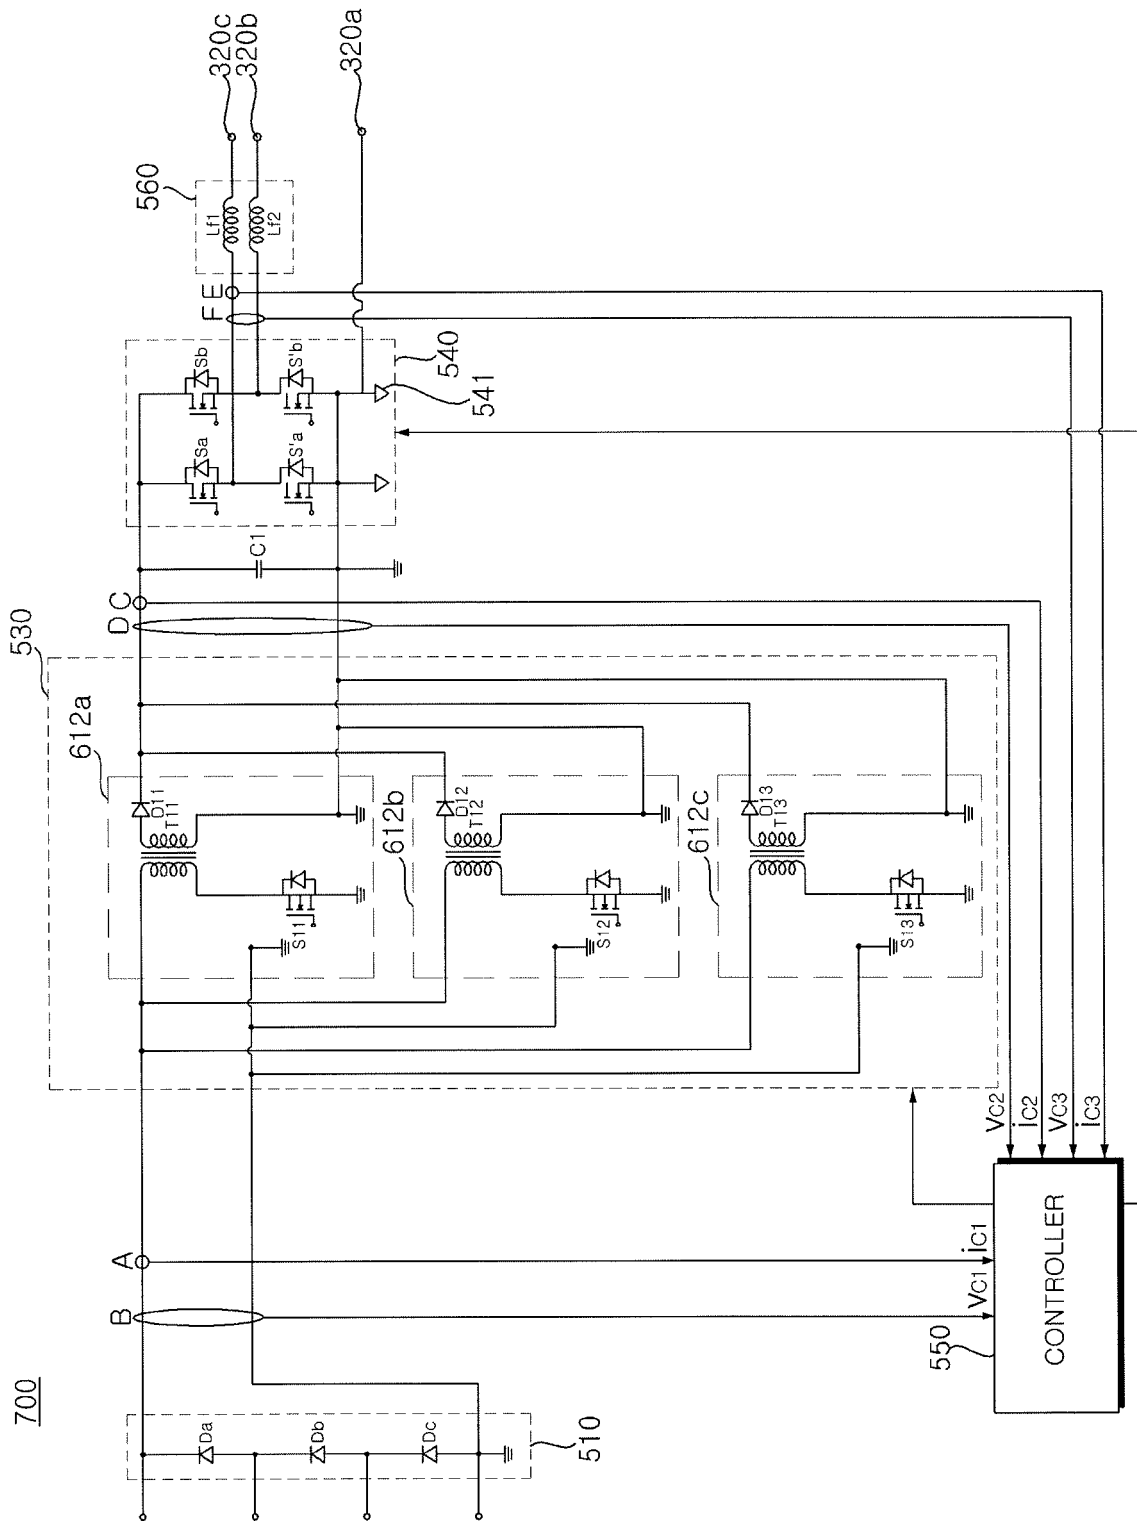 700
510
Da
Db
Dc
B
A
VC1
iC1
550
CONTROLLER
VC2
iC2
VC3
iC3
530
612a
D11
T11
S11
612b
D12
T12
S12
612c
D13
T13
S13
D
C
C1
Sa
S'a
Sb
S'b
540
541
F
E
560
Lf1
Lf2
320c
320b
320a